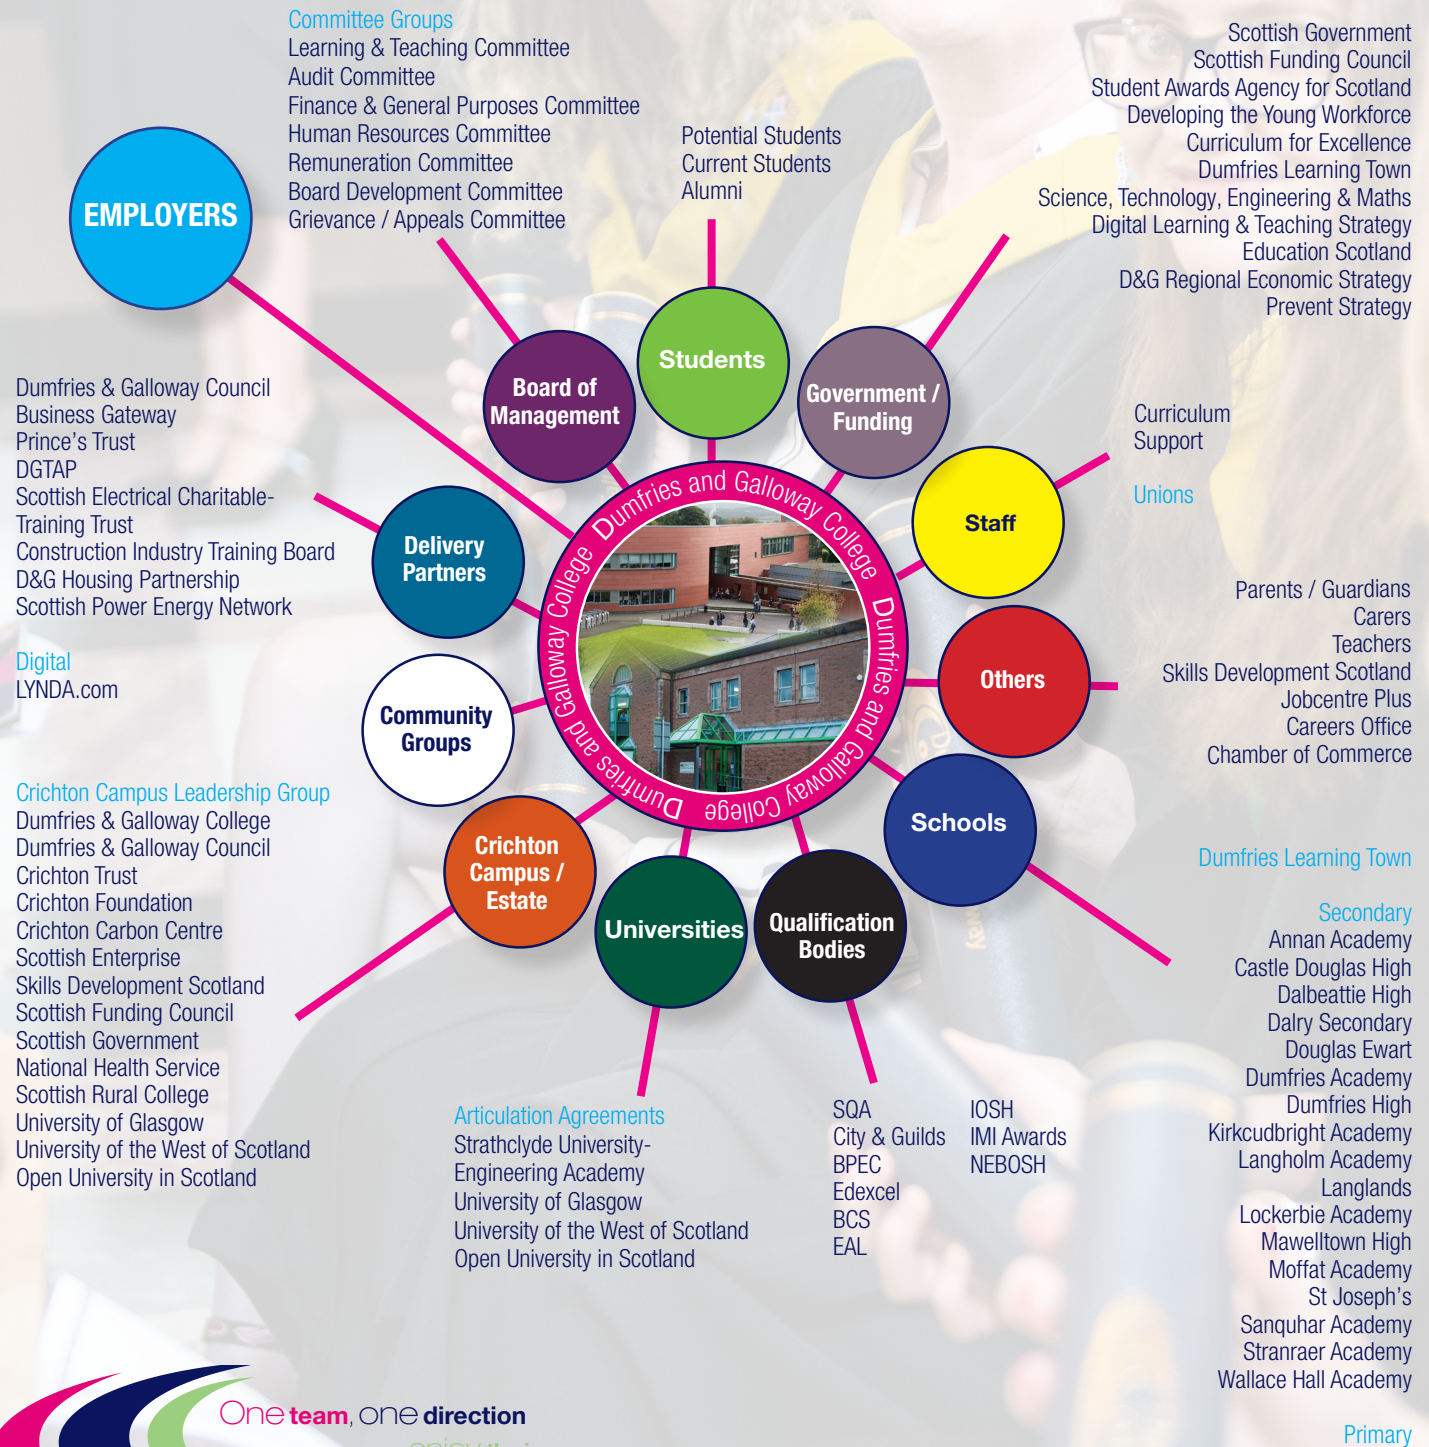 Committee Groups
Learning & Teaching Committee
Audit Committee
Finance & General Purposes Committee
Human Resources Committee
Remuneration Committee
Board Development Committee
Grievance / Appeals Committee
Potential Students
Current Students
Alumni
Scottish Government
Scottish Funding Council
Student Awards Agency for Scotland
Developing the Young Workforce
Curriculum for Excellence
Dumfries Learning Town
Science, Technology, Engineering & Maths
Digital Learning & Teaching Strategy
Education Scotland
D&G Regional Economic Strategy
Prevent Strategy
EMPLOYERS
Board of
Management
Students
Government /
Funding
Staff
Curriculum
Support
Unions
Dumfries & Galloway Council
Business Gateway
Prince's Trust
DGTAP
Scottish Electrical Charitable-
Training Trust
Construction Industry Training Board
D&G Housing Partnership
Scottish Power Energy Network
Digital
LYNDA.com
Delivery
Partners
Dumfries and Galloway College
Dumfries and Galloway College
Dumfries and Galloway College
Others
Parents / Guardians
Carers
Teachers
Skills Development Scotland
Jobcentre Plus
Careers Office
Chamber of Commerce
Community
Groups
Crichton
Campus /
Estate
Universities
Qualification
Bodies
Schools
Crichton Campus Leadership Group
Dumfries & Galloway College
Dumfries & Galloway Council
Crichton Trust
Crichton Foundation
Crichton Carbon Centre
Scottish Enterprise
Skills Development Scotland
Scottish Funding Council
Scottish Government
National Health Service
Scottish Rural College
University of Glasgow
University of the West of Scotland
Open University in Scotland
Articulation Agreements
Strathclyde University-
Engineering Academy
University of Glasgow
University of the West of Scotland
Open University in Scotland
SQA
City & Guilds
BPEC
Edexcel
BCS
EAL
IOSH
IMI Awards
NEBOSH
Dumfries Learning Town
Secondary
Annan Academy
Castle Douglas High
Dalbeattie High
Dalry Secondary
Douglas Ewart
Dumfries Academy
Dumfries High
Kirkcudbright Academy
Langholm Academy
Langlands
Lockerbie Academy
Mawelltown High
Moffat Academy
St Joseph's
Sanquhar Academy
Stranraer Academy
Wallace Hall Academy
Primary
One team, one direction